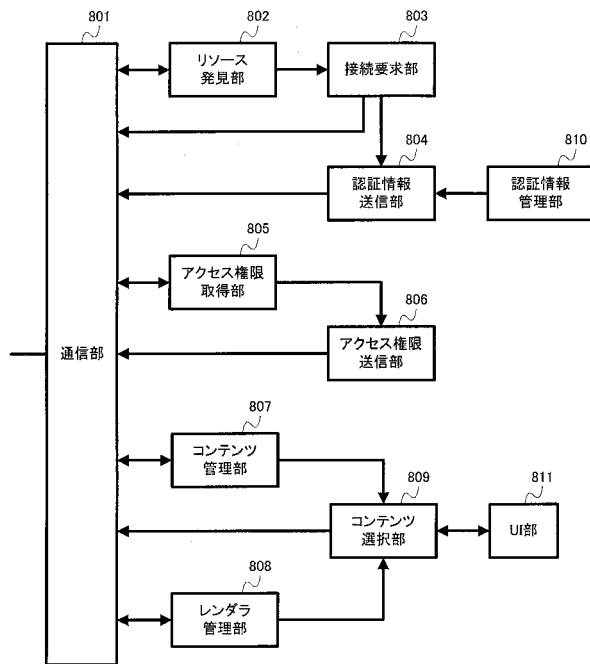 801
802
803
リソース
発見部
接続要求部
804
810
認証情報
送信部
認証情報
管理部
805
アクセス権限
取得部
806
アクセス権限
送信部
通信部
807
コンテンツ
管理部
809
811
コンテンツ
選択部
UI部
808
レンダラ
管理部